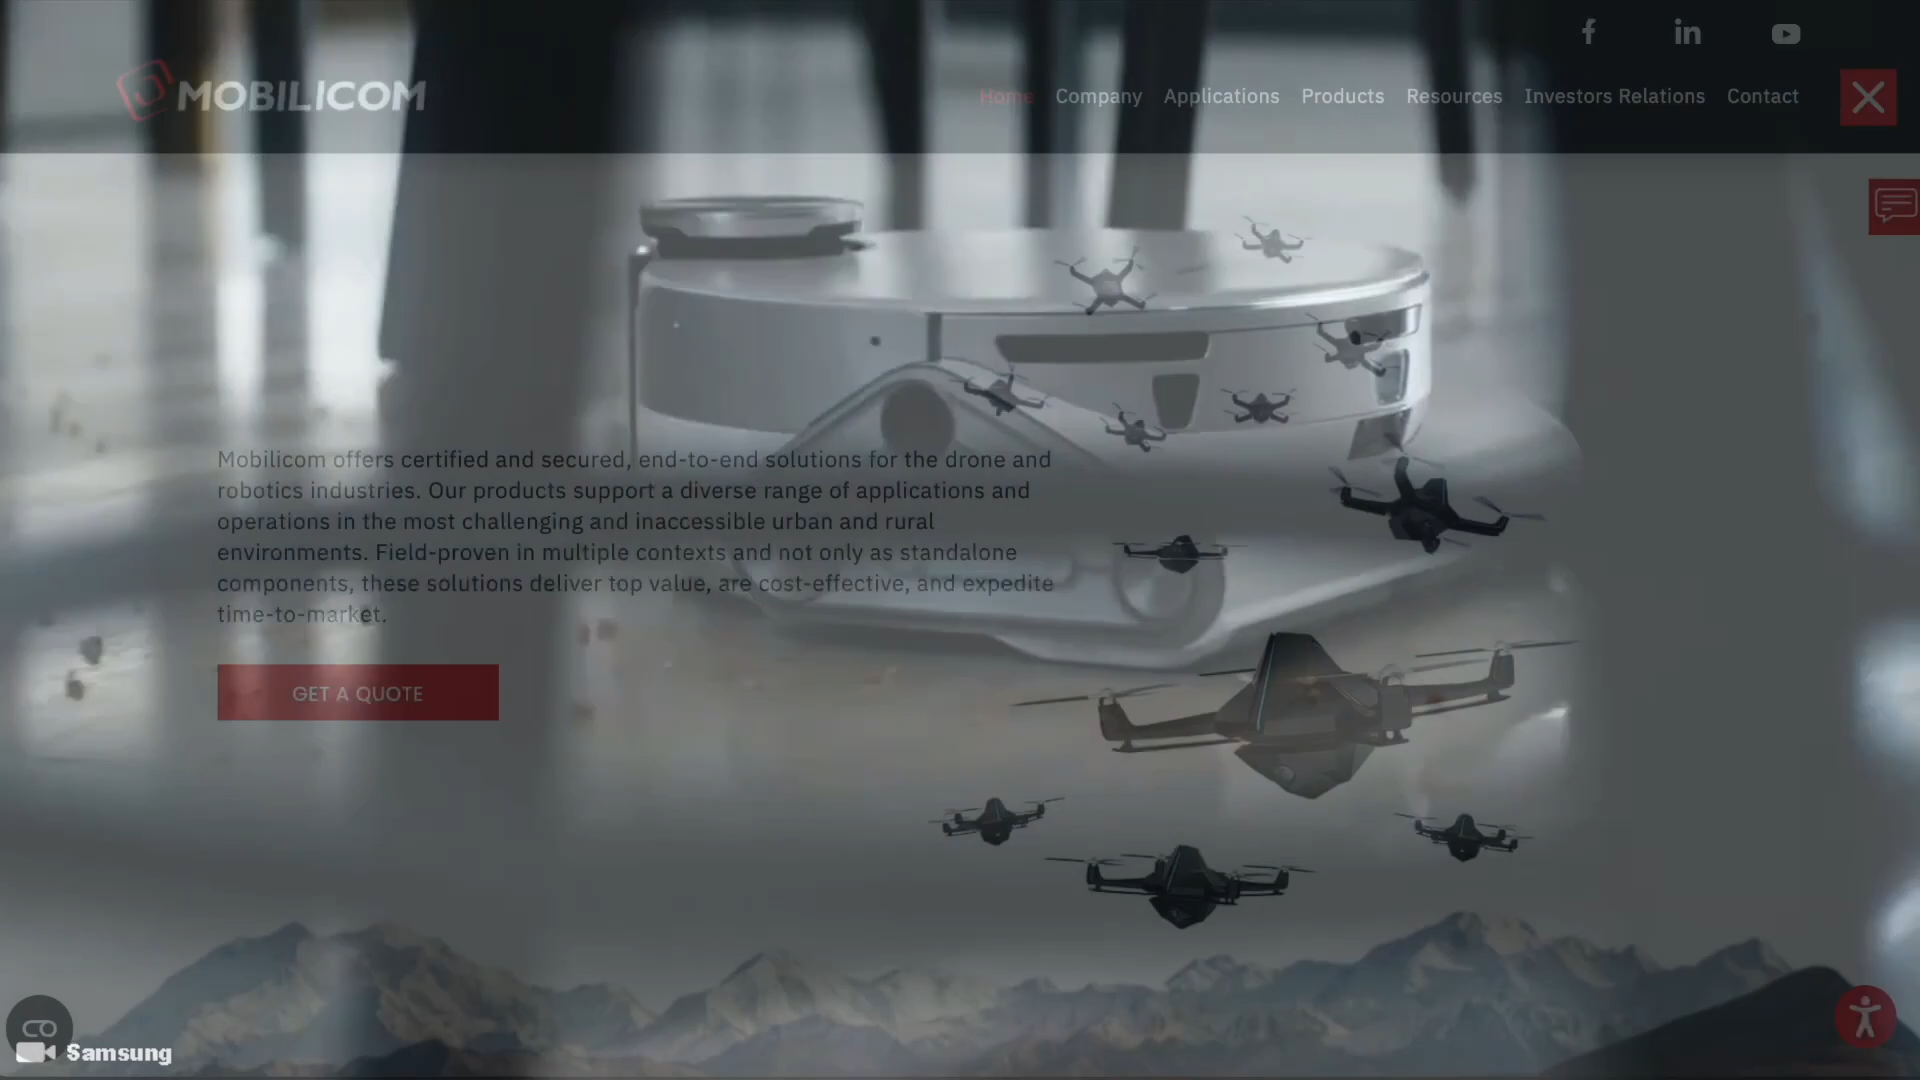 MOBILICOM
Home Company Applications Products Resources Investors Relations Contact
Mobilicom offers certified and secured, end-to-end solutions for the drone and
robotics industries. Our products support a diverse range of applications and
operations in the most challenging and inaccessible urban and rural
environments. Field-proven in multiple contexts and not only as standalone
components, these solutions deliver top value, are cost-effective, and expedite
time-to-market.
GET A QUOTE
Samsung